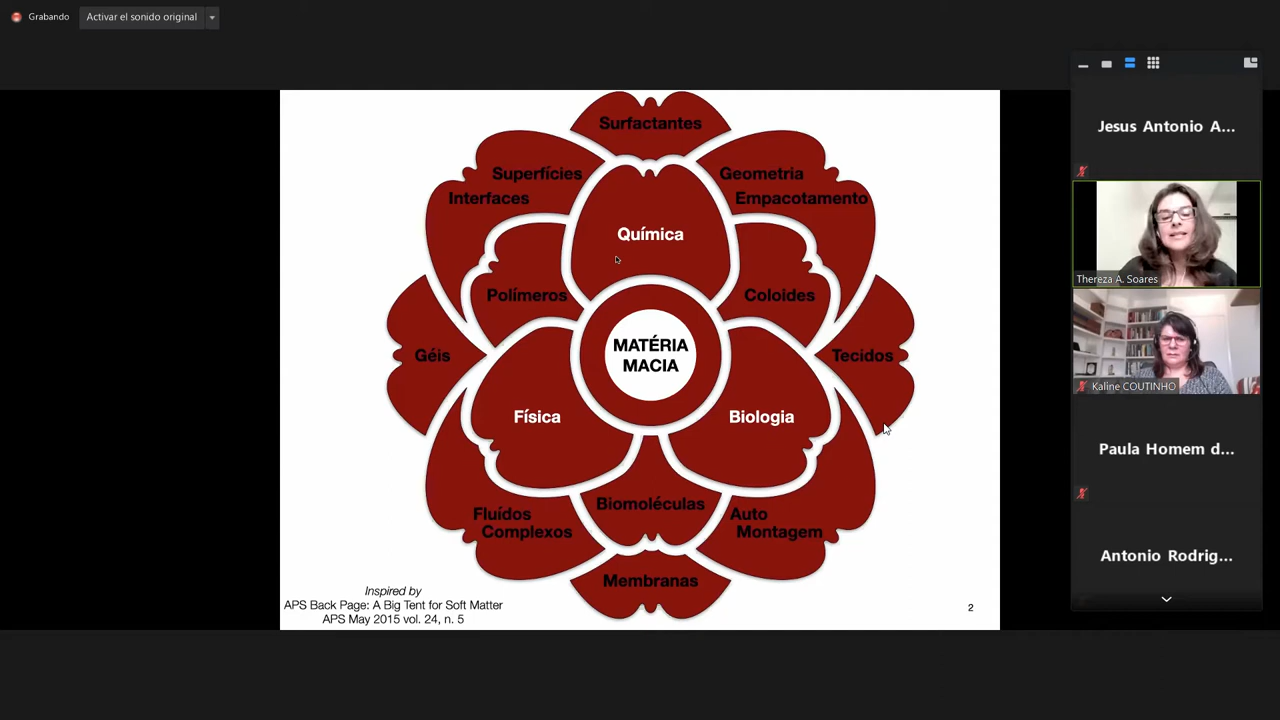 Grabando
Activar el sonido original
Surfactantes
Superfícies
Interfaces
Geometria
Empacotamento
Química
Polímeros
Coloides
MATÉRIA
MACIA
Géis
Tecidos
Física
Biologia
Fluídos
Complexos
Biomoléculas
Auto
Montagem
Membranas
Inspired by
APS Back Page: A Big Tent for Soft Matter
APS May 2015 vol. 24, n. 5
2
Jesus Antonio A...
Thereza A. Soares
Kaline COUTINHO
Paula Homem d...
Antonio Rodrig...